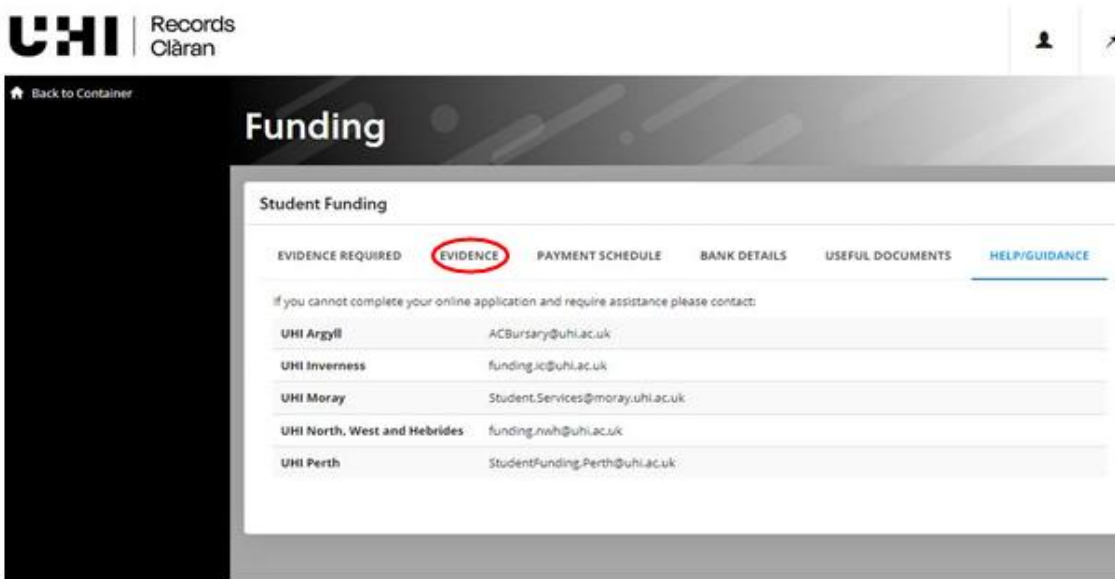 UHI
Records
Clàran
Back to Container
Funding
Student Funding
EVIDENCE REQUIRED EVIDENCE PAYMENT SCHEDULE BANK DETAILS USEFUL DOCUMENTS HELP/GUIDANCE
If you cannot complete your online application and require assistance please contact:
UHI Argyll ACBursary@uhi.ac.uk
UHI Inverness funding.ic@uhi.ac.uk
UHI Moray Student.Services@moray.uhi.ac.uk
UHI North, West and Hebrides funding.nwh@uhi.ac.uk
UHI Perth StudentFunding.Perth@uhi.ac.uk